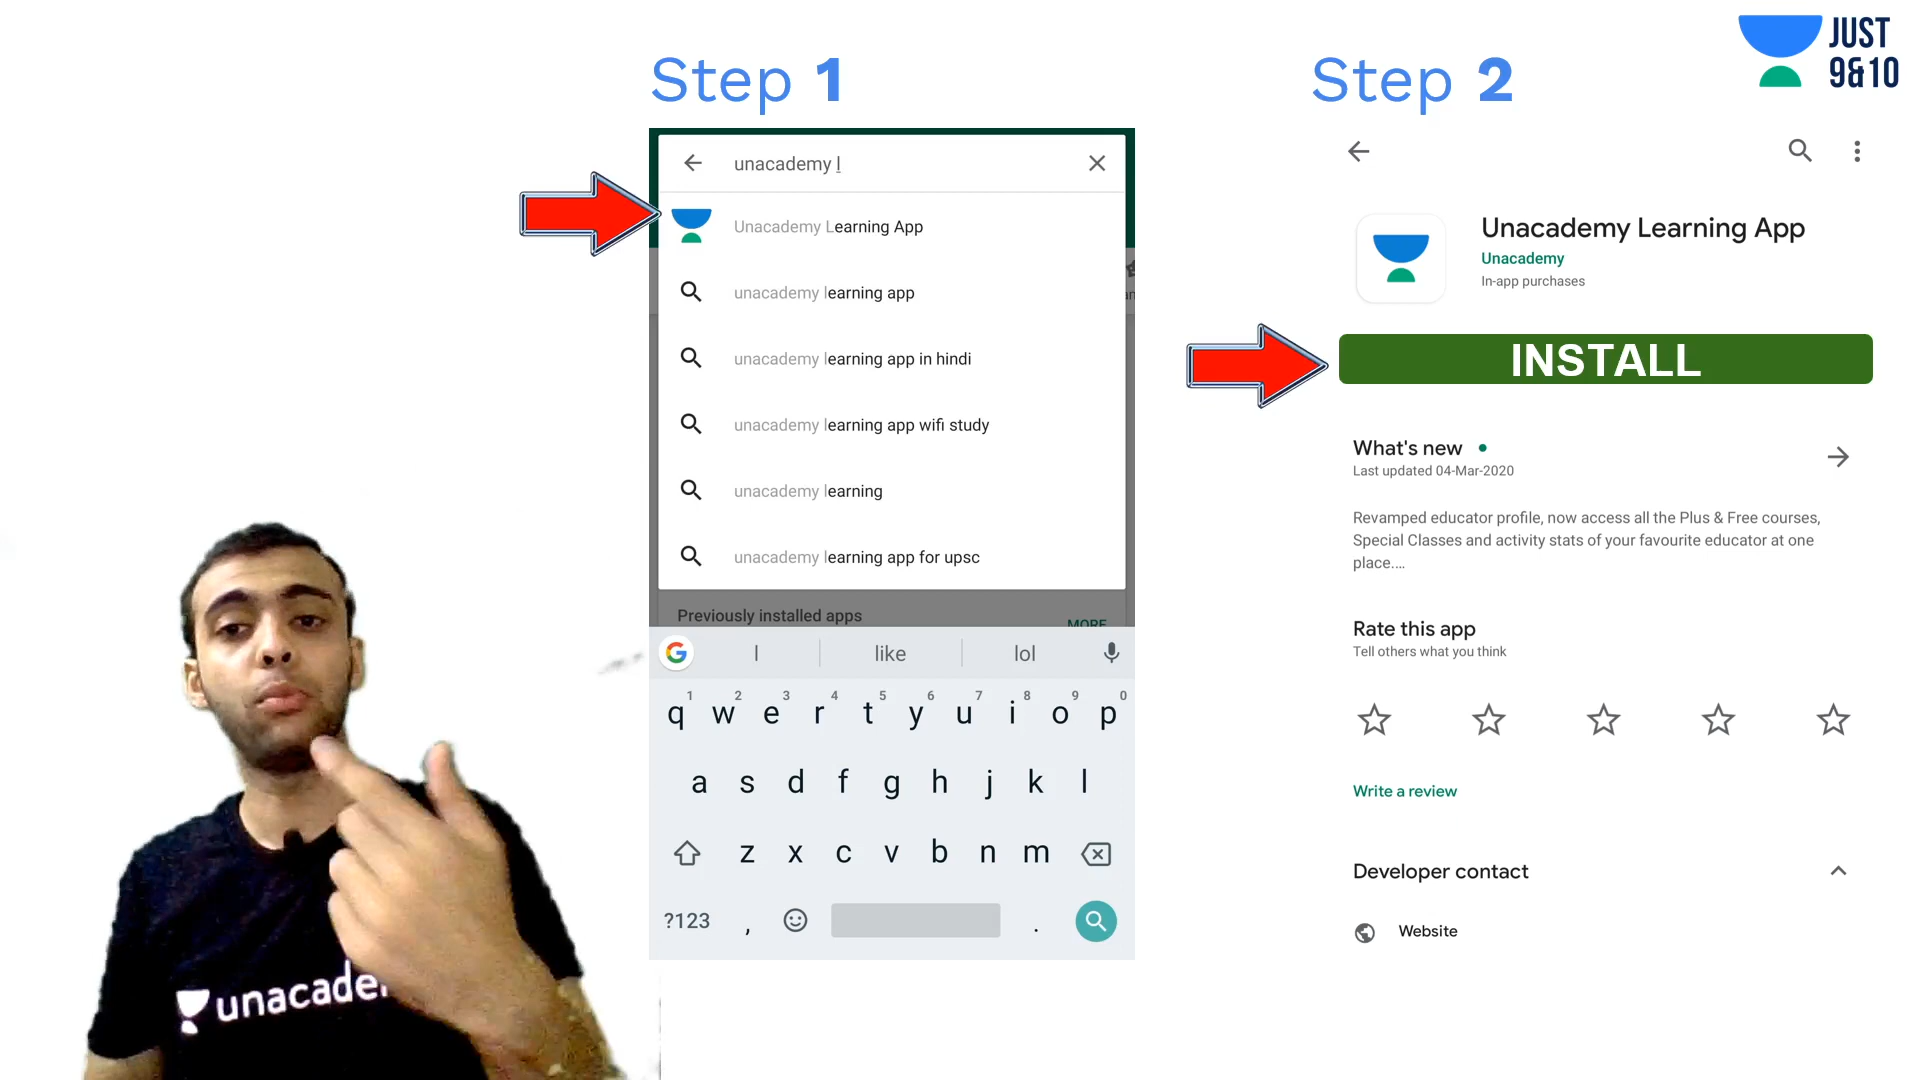 Step 1
Step 2
JUST
9&10
unacademy l
Unacademy Learning App
unacademy learning app
unacademy learning app in hindi
unacademy learning app wifi study
unacademy learning
unacademy learning app for upsc
Previously installed apps
MORE
l like lol
1 2 3 4 5 6 7 8 9 0
q w e r t y u i o p
a s d f g h j k l
z x c v b n m
?123 , .
Unacademy Learning App
Unacademy
In-app purchases
INSTALL
What's new
Last updated 04-Mar-2020
Revamped educator profile, now access all the Plus & Free courses,
Special Classes and activity stats of your favourite educator at one
place....
Rate this app
Tell others what you think
Write a review
Developer contact
Website